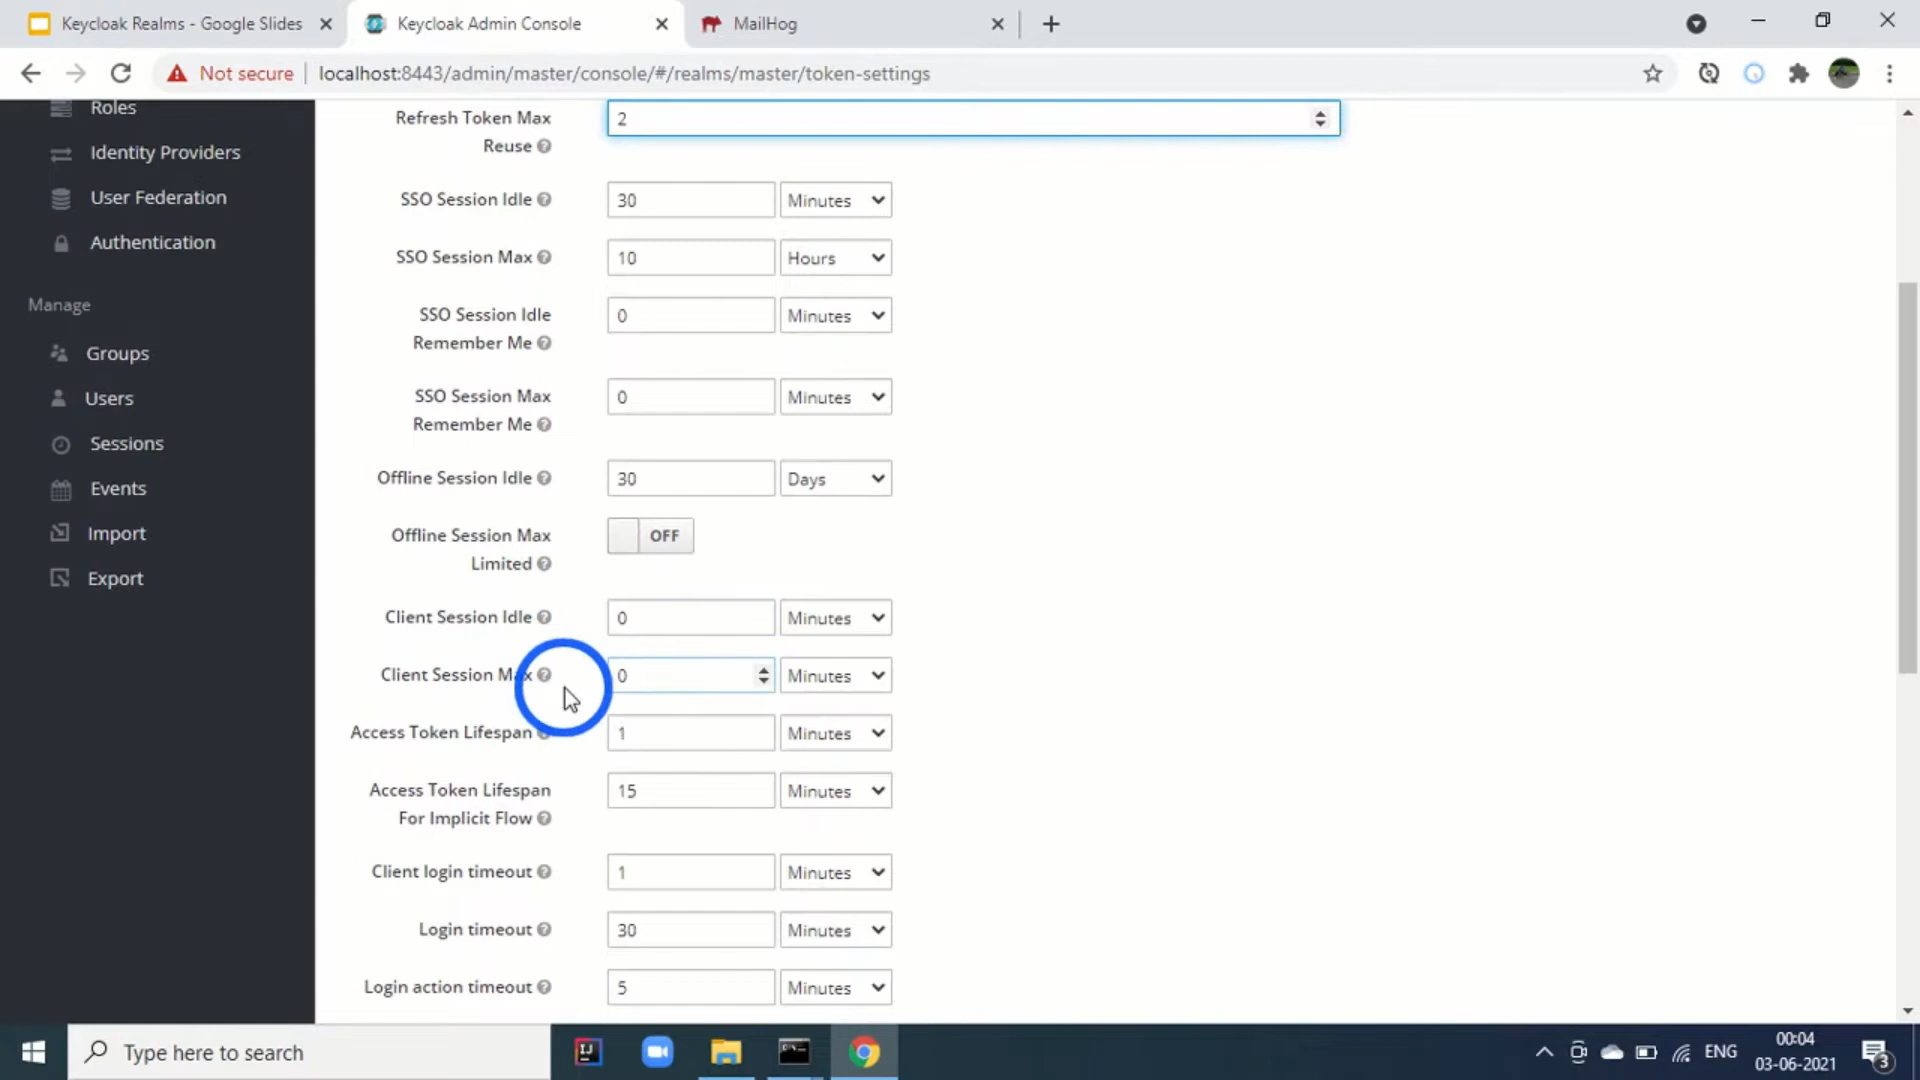 Keycloak Realms - Google Slides
Keycloak Admin Console
MailHog
Not secure
localhost:8443/admin/master/console/#/realms/master/token-settings
Roles
Identity Providers
User Federation
Authentication
Manage
Groups
Users
Sessions
Events
Import
Export
Refresh Token Max
Reuse
2
SSO Session Idle
30
Minutes
SSO Session Max
10
Hours
SSO Session Idle
Remember Me
0
Minutes
SSO Session Max
Remember Me
0
Minutes
Offline Session Idle
30
Days
Offline Session Max
Limited
OFF
Client Session Idle
0
Minutes
Client Session Max
0
Minutes
Access Token Lifespan
1
Minutes
Access Token Lifespan
For Implicit Flow
15
Minutes
Client login timeout
1
Minutes
Login timeout
30
Minutes
Login action timeout
5
Minutes
Type here to search
IJ
ENG
00:04
03-06-2021
3